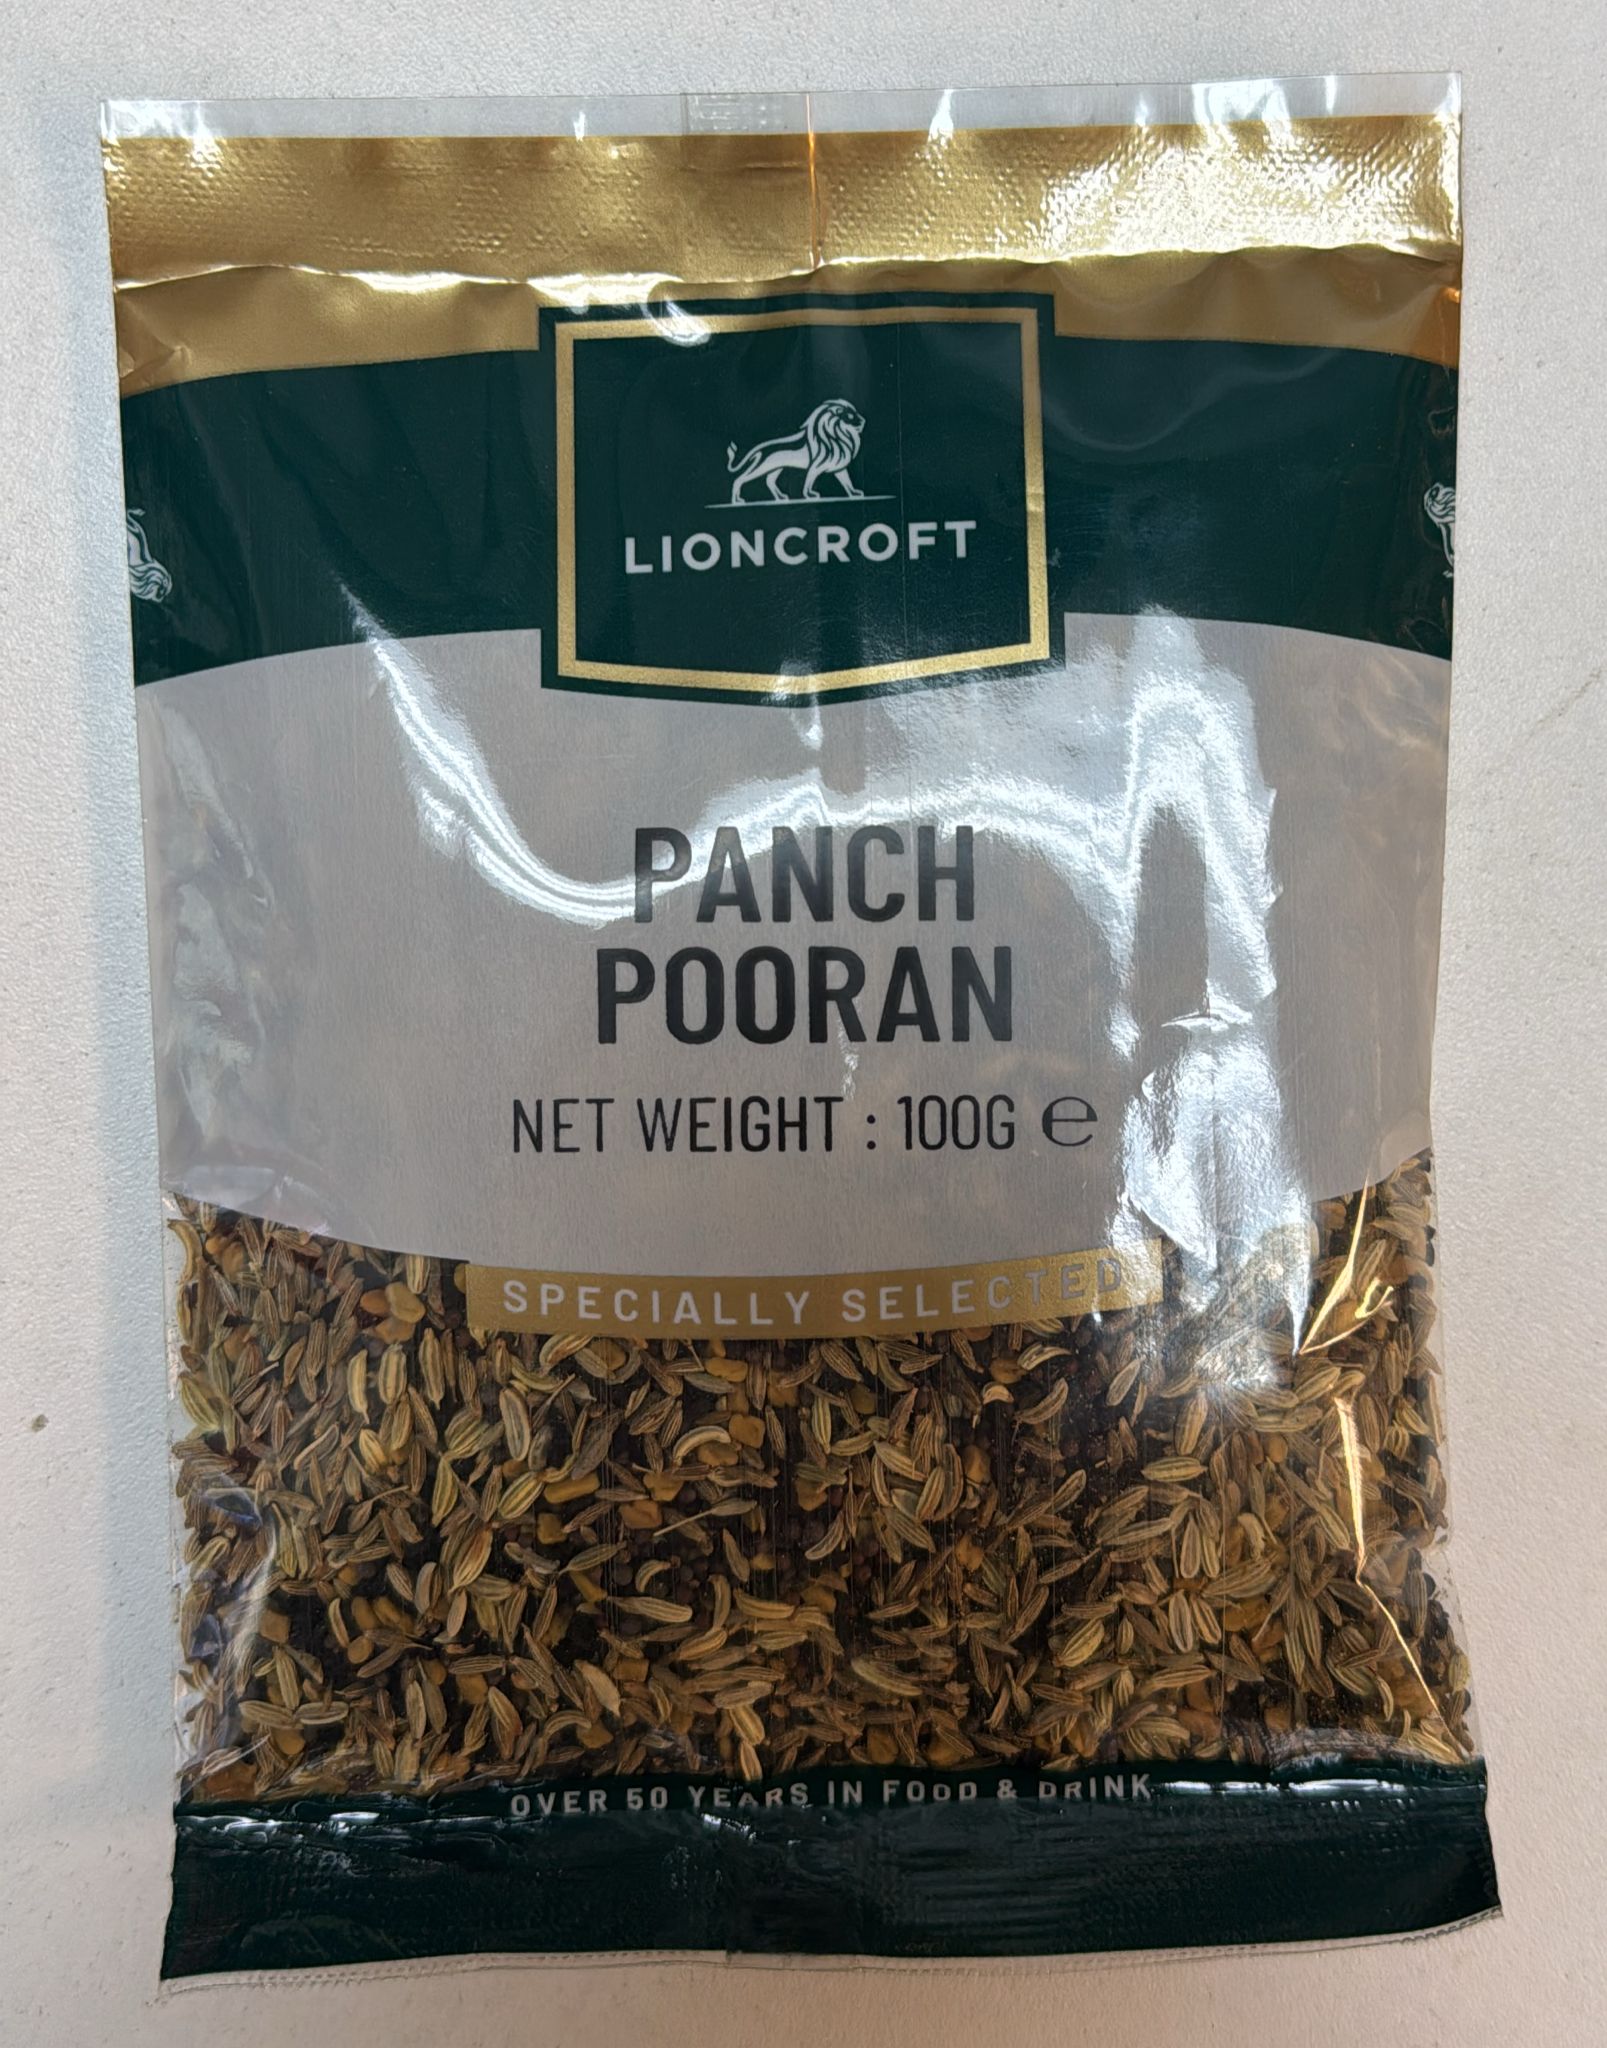 LIONCROFT
PANCH
POORAN
NET WEIGHT : 100G ℮
SPECIALLY SELECTED
OVER 50 YEARS IN FOOD & DRINK